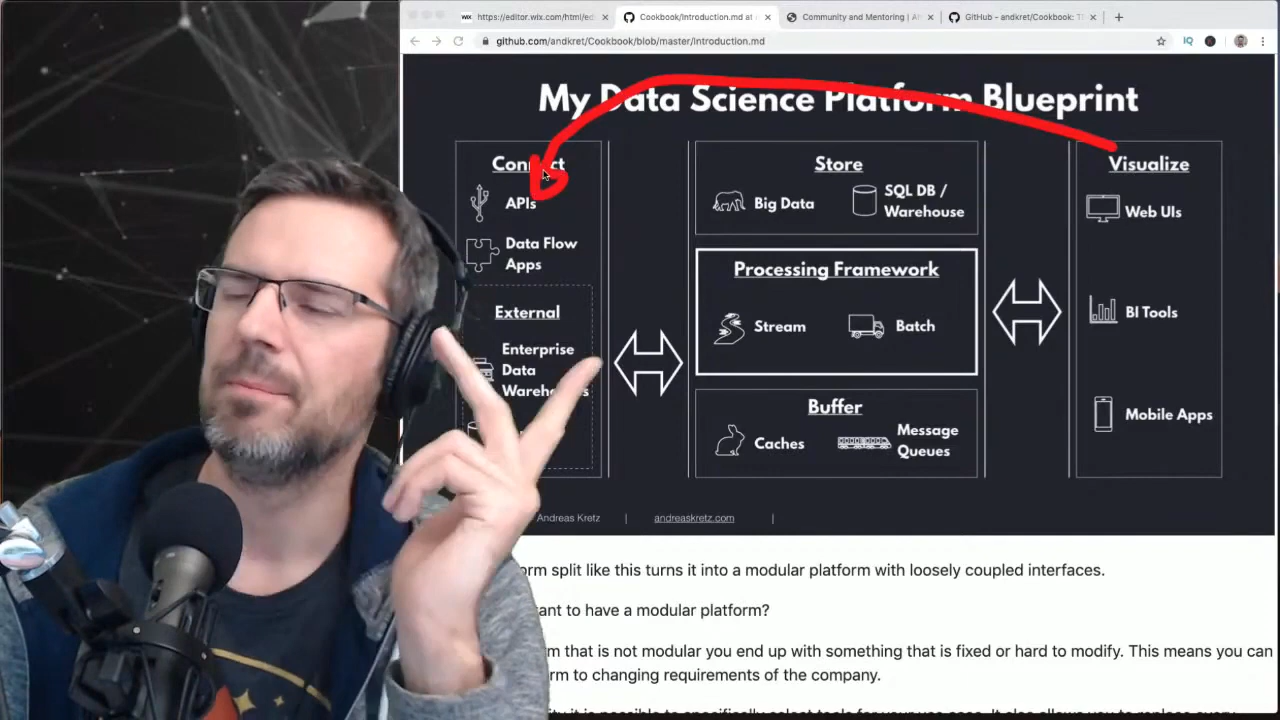 https://editor.wix.com/html/ed
Cookbook/Introduction.md at
Community and Mentoring |
GitHub - andkret/Cookbook:
github.com/andkret/Cookbook/blob/master/Introduction.md
My Data Science Platform Blueprint
Connect
APIs
Data Flow
Apps
External
Enterprise
Data
Warehouses
Store
Big Data
SQL DB /
Warehouse
Processing Framework
Stream
Batch
Buffer
Caches
Message
Queues
Visualize
Web UIs
BI Tools
Mobile Apps
Andreas Kretz | andreaskretz.com |
orm split like this turns it into a modular platform with loosely coupled interfaces.
ant to have a modular platform?
m that is not modular you end up with something that is fixed or hard to modify. This means you can
rm to changing requirements of the company.